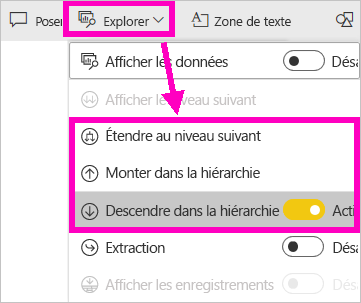 Poser Explorer Zone de texte
Afficher les données Désa
Afficher le niveau suivant
Étendre au niveau suivant
Monter dans la hiérarchie
Descendre dans la hiérarchie Acti
Extraction Désa
Afficher les enregistrements Désa